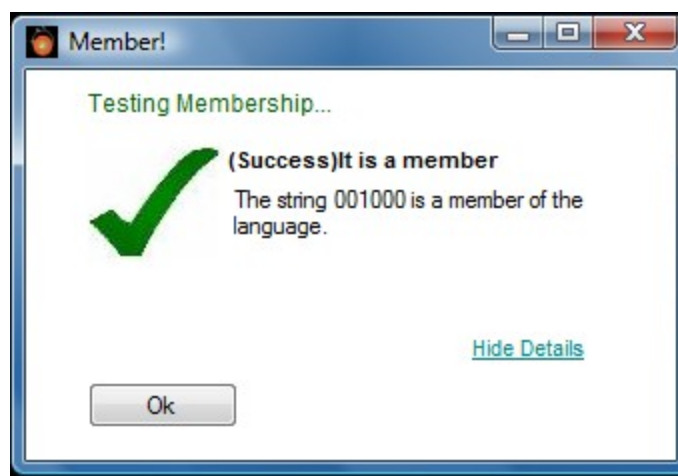 Member!
Testing Membership...
(Success)It is a member
The string 001000 is a member of the
language.
Hide Details
Ok